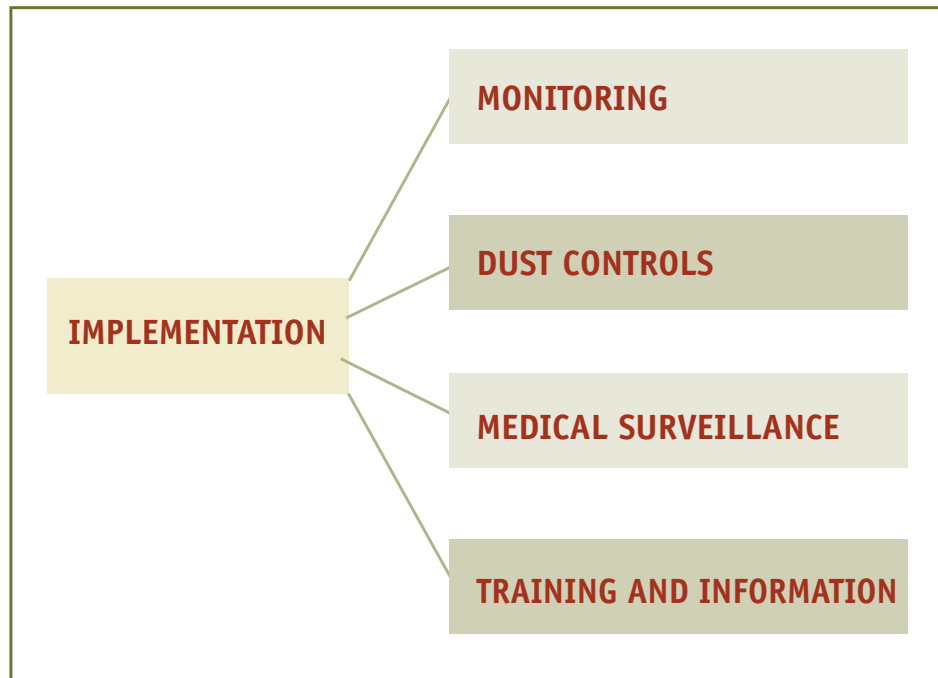 MONITORING
DUST CONTROLS
IMPLEMENTATION
MEDICAL SURVEILLANCE
TRAINING AND INFORMATION